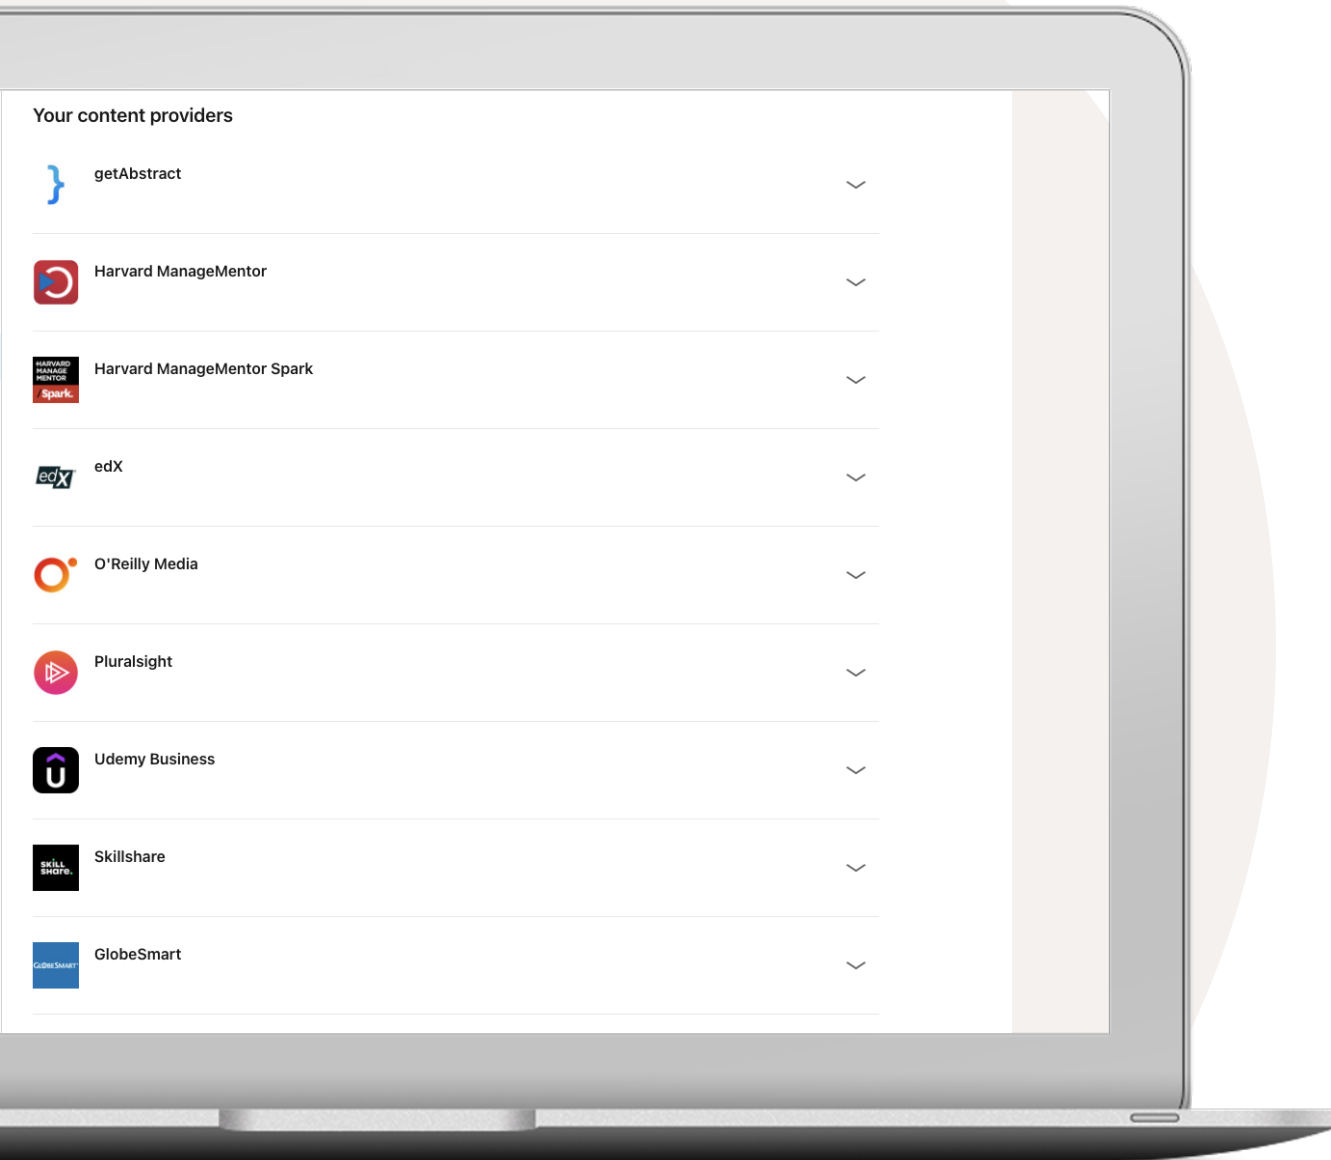 Your content providers
getAbstract
Harvard ManageMentor
HARVARD
MANAGE
MENTOR
/Spark.
Harvard ManageMentor Spark
edX
edX
O'Reilly Media
Pluralsight
Udemy Business
SKILL
SHare.
Skillshare
GLOBESMART
GlobeSmart